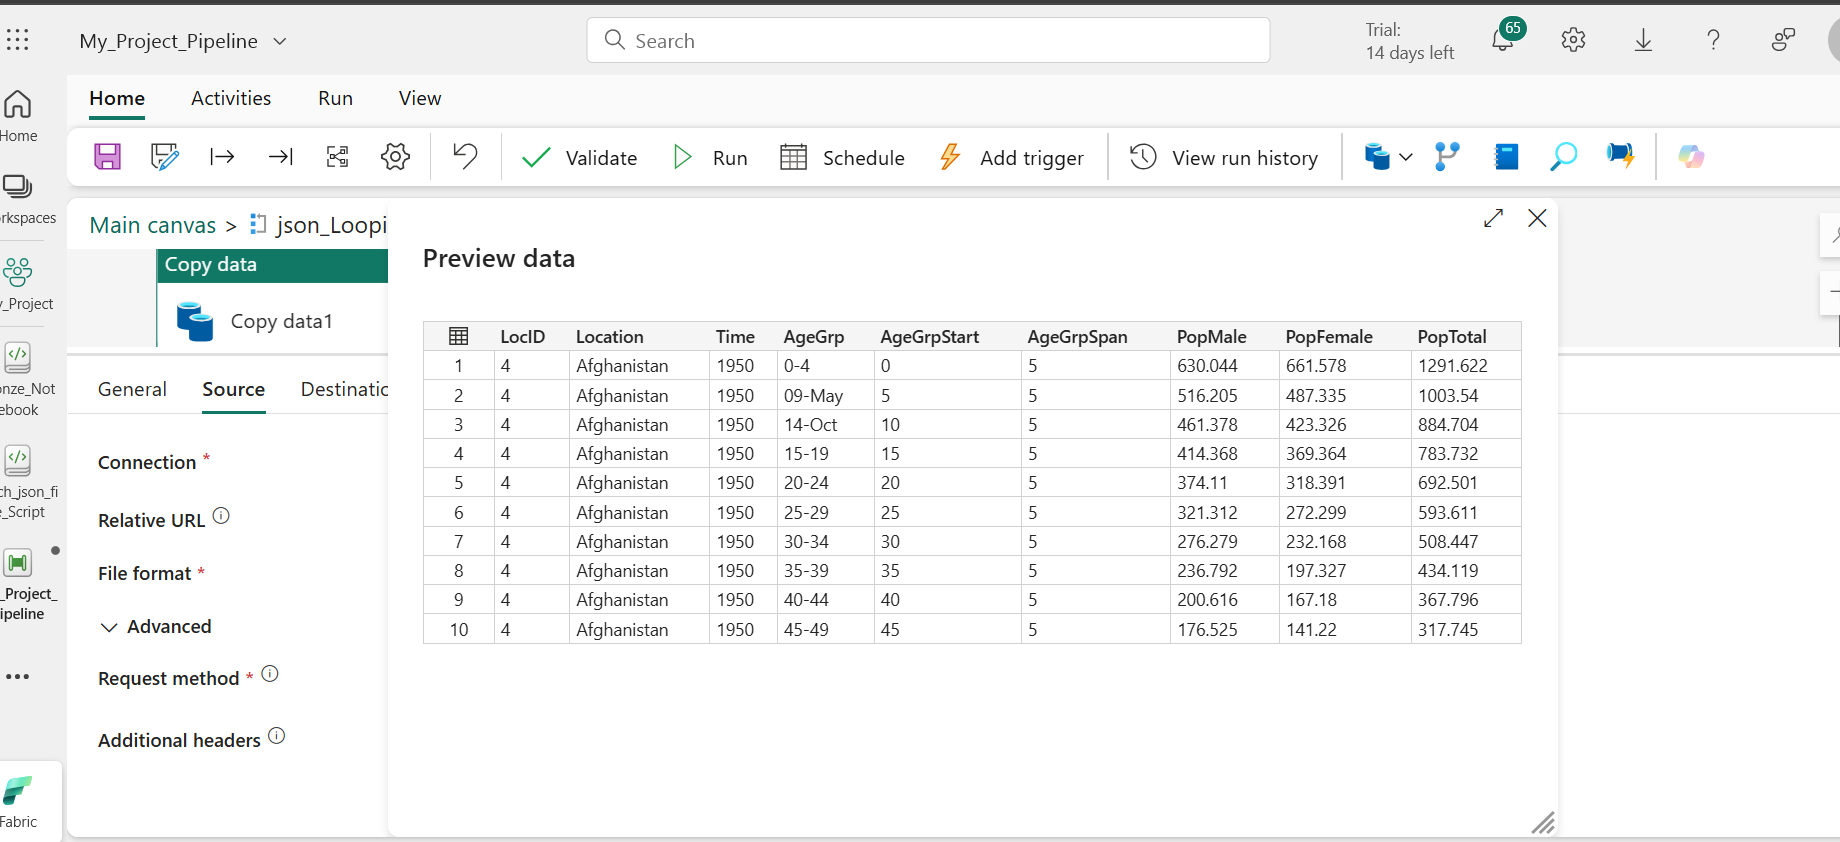 My_Project_Pipeline
Search
Trial:
14 days left
65
Home
Activities
Run
View
Validate
Run
Schedule
Add trigger
View run history
Home
rkspaces
_Project
onze_Not
ebook
ch_json_fi
_Script
_Project_
ipeline
Fabric
Main canvas > json_Loopi
Copy data
Copy data1
General
Source
Destinatio
Connection *
Relative URL
File format *
Advanced
Request method *
Additional headers
Preview data
LocID Location Time AgeGrp AgeGrpStart AgeGrpSpan PopMale PopFemale PopTotal
1 4 Afghanistan 1950 0-4 0 5 630.044 661.578 1291.622
2 4 Afghanistan 1950 09-May 5 5 516.205 487.335 1003.54
3 4 Afghanistan 1950 14-Oct 10 5 461.378 423.326 884.704
4 4 Afghanistan 1950 15-19 15 5 414.368 369.364 783.732
5 4 Afghanistan 1950 20-24 20 5 374.11 318.391 692.501
6 4 Afghanistan 1950 25-29 25 5 321.312 272.299 593.611
7 4 Afghanistan 1950 30-34 30 5 276.279 232.168 508.447
8 4 Afghanistan 1950 35-39 35 5 236.792 197.327 434.119
9 4 Afghanistan 1950 40-44 40 5 200.616 167.18 367.796
10 4 Afghanistan 1950 45-49 45 5 176.525 141.22 317.745